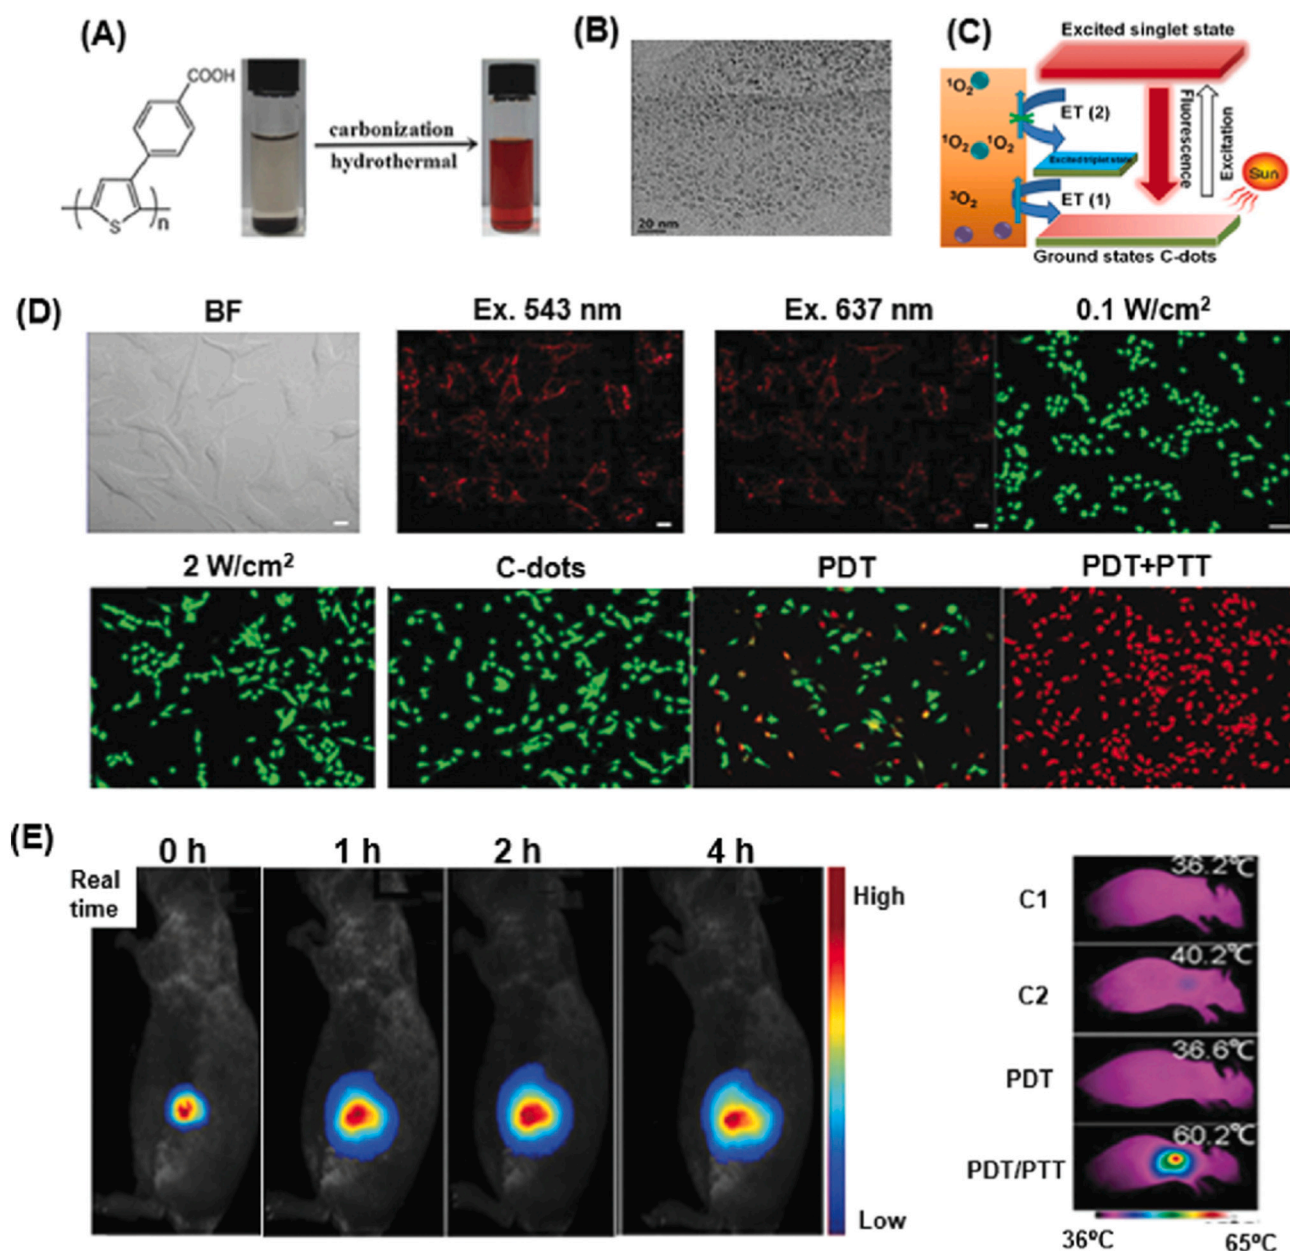 (A)
COOH
S
n
carbonization
hydrothermal
(B)
20 nm
(C)
Excited singlet state
¹O₂
ET (2)
¹O₂ ¹O₂
Excited triplet state
³O₂
ET (1)
Fluorescence
Excitation
Sun
Ground states C-dots
(D)
BF
Ex. 543 nm
Ex. 637 nm
0.1 W/cm²
2 W/cm²
C-dots
PDT
PDT+PTT
(E)
0 h
1 h
2 h
4 h
Real
time
High
Low
C1
36.2℃
C2
40.2℃
PDT
36.6℃
PDT/PTT
60.2℃
36ºC
65ºC